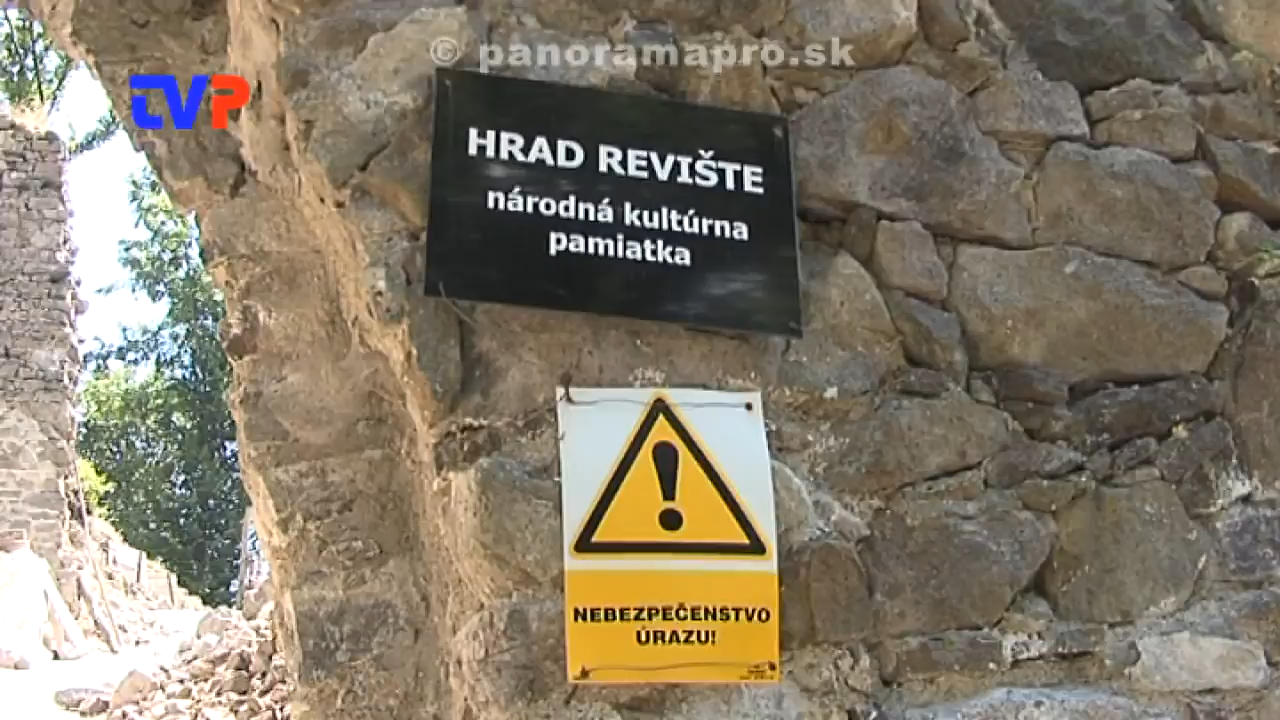 © panoramapro.sk
TVP
HRAD REVIŠTE
národná kultúrna
pamiatka
NEBEZPEČENSTVO
ÚRAZU!